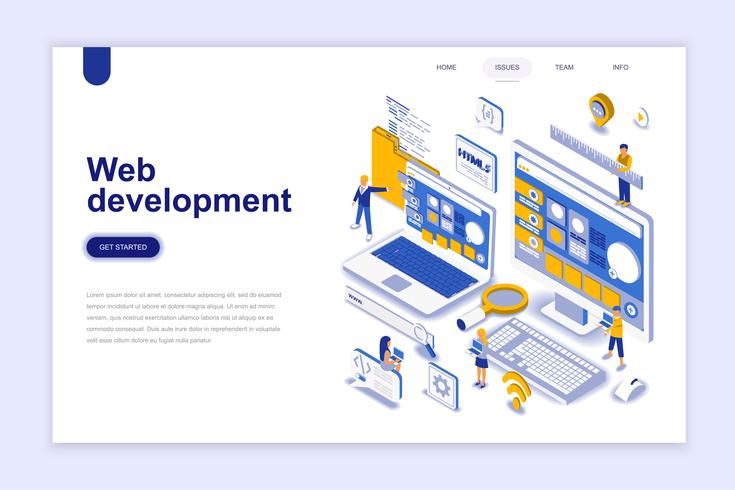 HOME ISSUES TEAM INFO
Web
development
GET STARTED
Lorem ipsum dolor sit amet, consectetur adipiscing elit,
sed do eiusmod tempor incididunt ut labore et dolore
magna aliqua. Ut enim ad minim veniam, quis nostrud
exercitation ullamco laboris nisi ut aliquip ex ea
commodo consequat. Duis aute irure dolor in
reprehenderit in voluptate velit esse cillum dolore
eu fugiat nulla pariatur.
HTML5
WWW